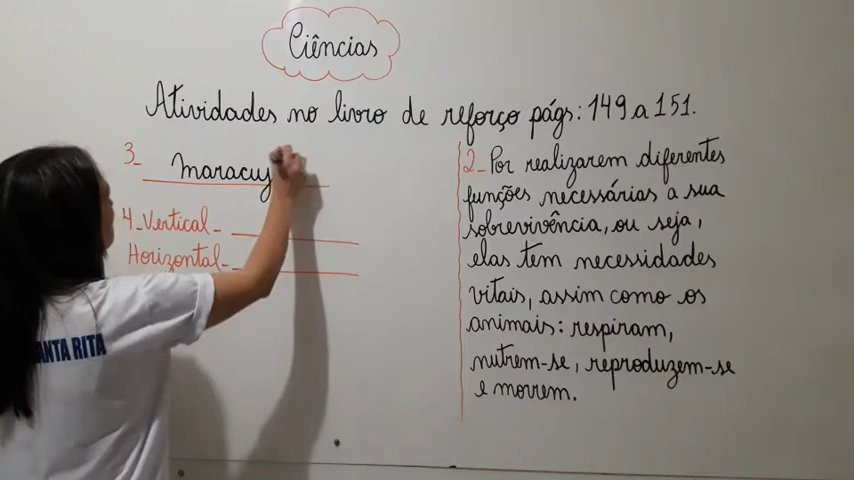 Ciências
Atividades no livro de reforço págs: 149 a 151.
3_ Maracuy
4_Vertical_
Horizontal_
2_ Por realizarem diferentes
funções necessárias a sua
sobrevivência, ou seja,
elas tem necessidades
vitais, assim como os
animais: respiram,
nutrem-se, reproduzem-se
e morrem.
ANTA RITA